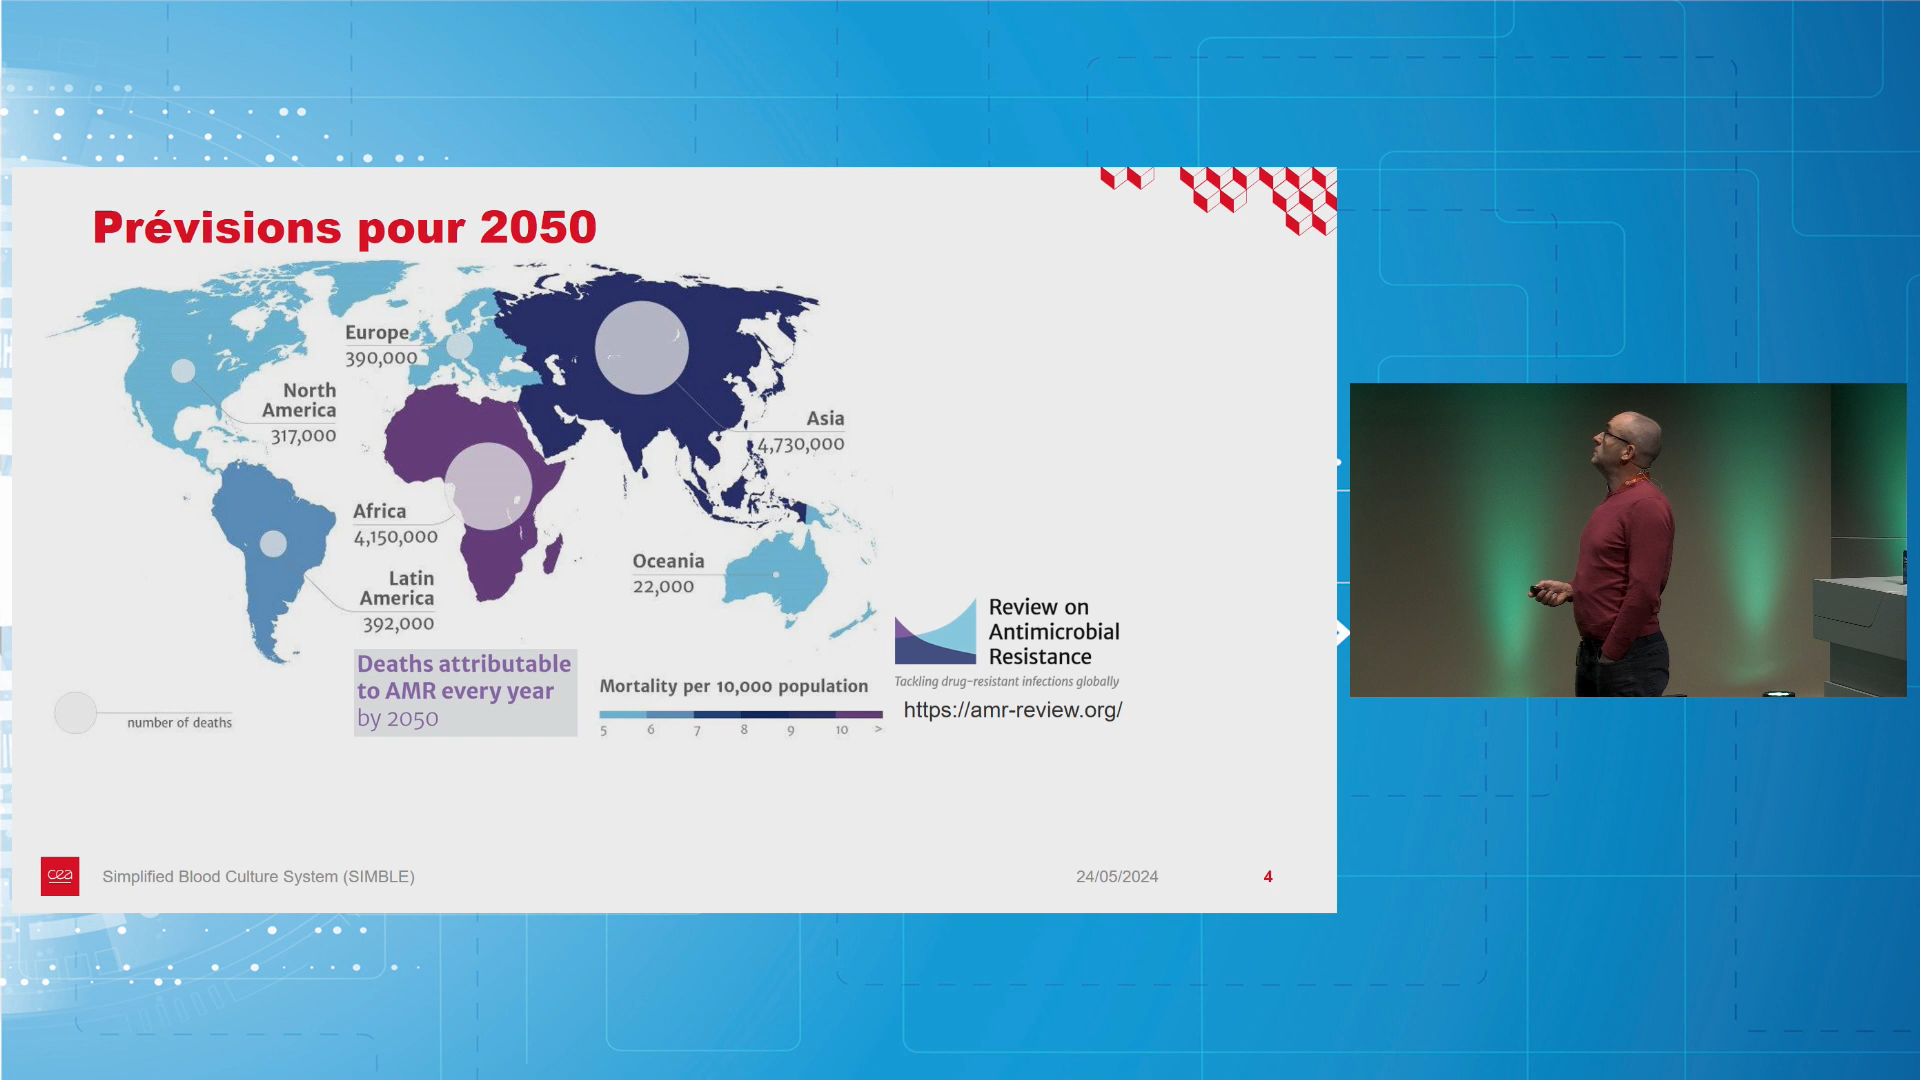 Prévisions pour 2050
Europe
390,000
North
America
317,000
Asia
4,730,000
Africa
4,150,000
Oceania
22,000
Latin
America
392,000
Deaths attributable
to AMR every year
by 2050
number of deaths
Mortality per 10,000 population
5 6 7 8 9 10 >
Review on
Antimicrobial
Resistance
Tackling drug-resistant infections globally
https://amr-review.org/
cea
Simplified Blood Culture System (SIMBLE)
24/05/2024
4